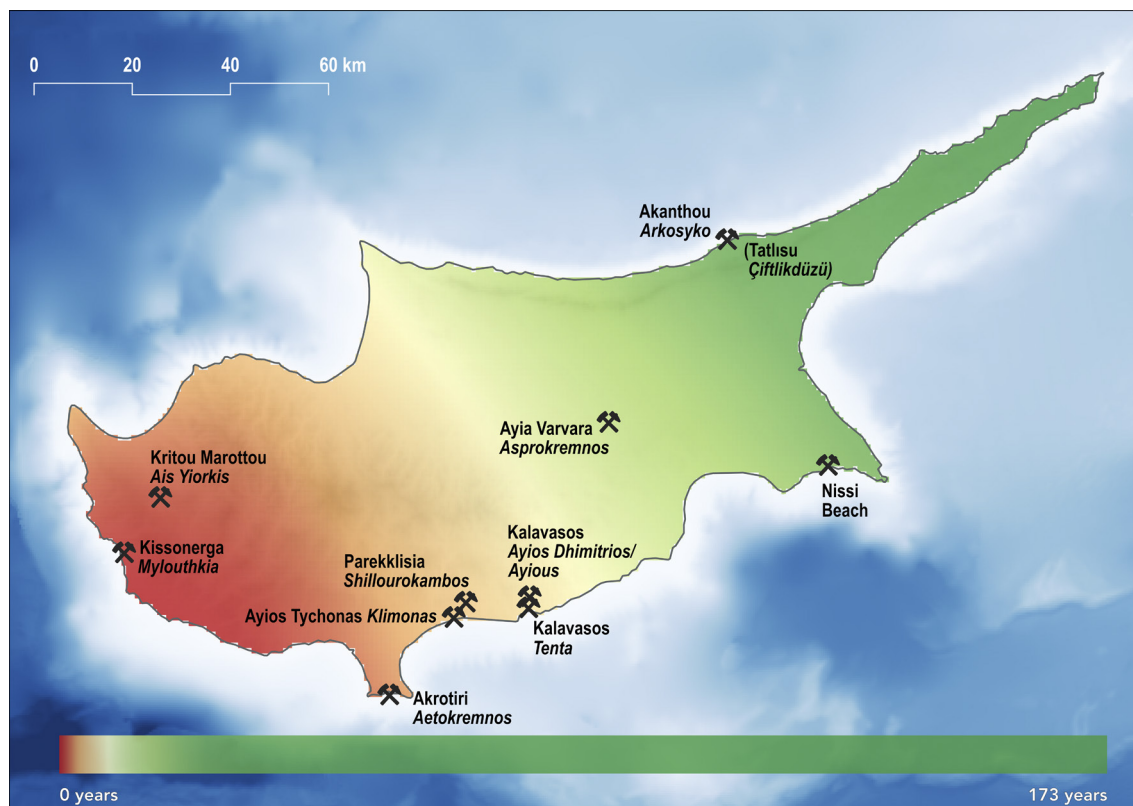 0 20 40 60 km
Akanthou
Arkosyko
(Tatlısu
Çiftlikdüzü)
Ayia Varvara
Asprokremnos
Kritou Marottou
Ais Yiorkis
Nissi
Beach
Kissonerga
Mylouthkia
Kalavasos
Ayios Dhimitrios/
Ayious
Parekklisia
Shillourokambos
Ayios Tychonas Klimonas
Kalavasos
Tenta
Akrotiri
Aetokremnos
0 years 173 years